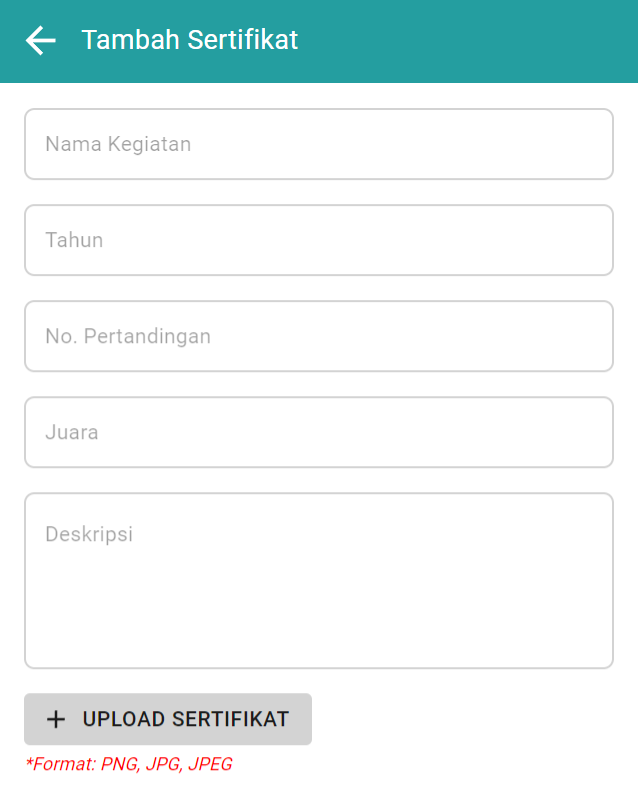 Tambah Sertifikat
Nama Kegiatan
Tahun
No. Pertandingan
Juara
Deskripsi
+ UPLOAD SERTIFIKAT
*Format: PNG, JPG, JPEG